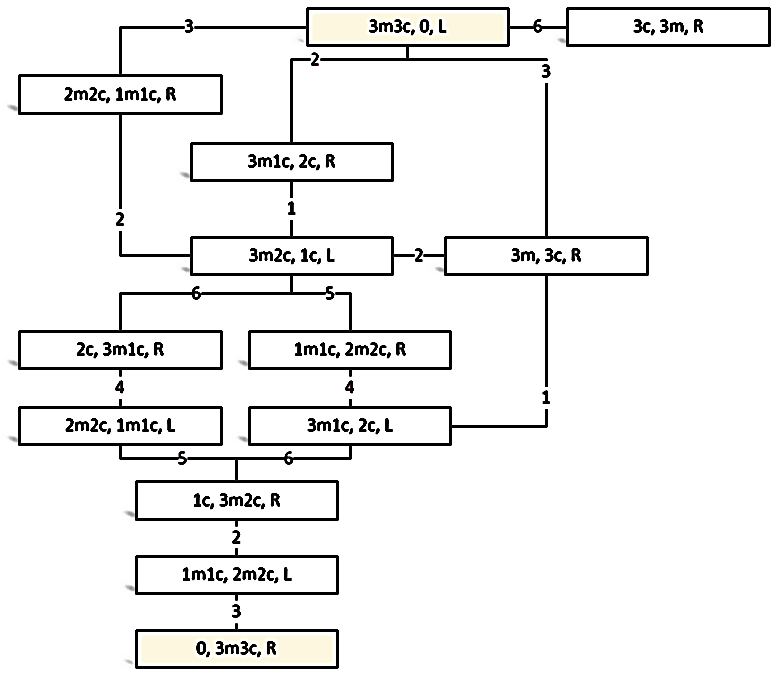 3m3c, 0, L
6
3c, 3m, R
3
2
3
2m2c, 1m1c, R
3m1c, 2c, R
2
1
3m2c, 1c, L
2
3m, 3c, R
6
5
2c, 3m1c, R
1m1c, 2m2c, R
4
4
1
2m2c, 1m1c, L
3m1c, 2c, L
5
6
1c, 3m2c, R
2
1m1c, 2m2c, L
3
0, 3m3c, R